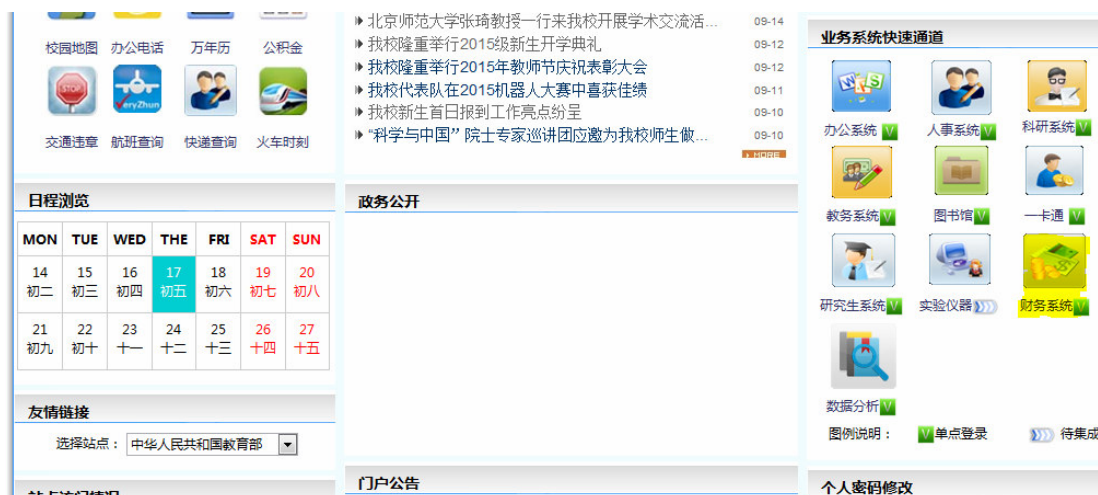 校园地图 办公电话 万年历 公积金
STOP
VeryZhun
交通违章 航班查询 快递查询 火车时刻
日程浏览
MON TUE WED THE FRI SAT SUN
14 15 16 17 18 19 20
初二 初三 初四 初五 初六 初七 初八
21 22 23 24 25 26 27
初九 初十 十一 十二 十三 十四 十五
友情链接
选择站点： 中华人民共和国教育部
北京师范大学张琦教授一行来我校开展学术交流活... 09-14
我校隆重举行2015级新生开学典礼 09-12
我校隆重举行2015年教师节庆祝表彰大会 09-12
我校代表队在2015机器人大赛中喜获佳绩 09-11
我校新生首日报到工作亮点纷呈 09-10
“科学与中国”院士专家巡讲团应邀为我校师生做... 09-10
MORE
政务公开
门户公告
业务系统快速通道
办公系统 V 人事系统 V 科研系统 V
教务系统 V 图书馆 V 一卡通 V
研究生系统 V 实验仪器 财务系统 V
数据分析 V
图例说明： V 单点登录 待集成
个人密码修改